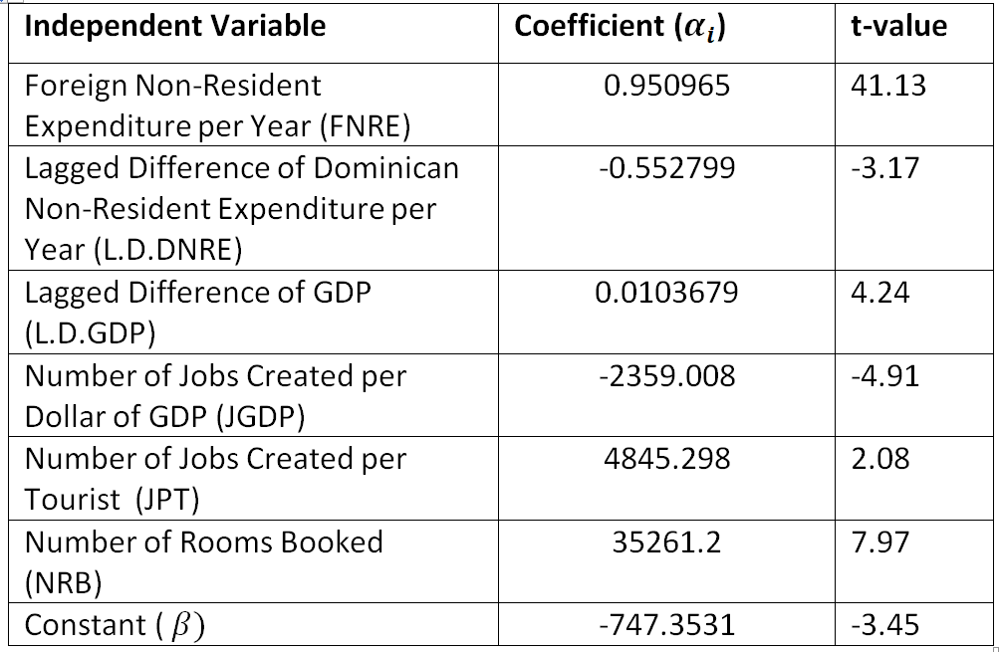 Independent Variable Coefficient (αᵢ) t-value
Foreign Non-Resident 0.950965 41.13
Expenditure per Year (FNRE)
Lagged Difference of Dominican -0.552799 -3.17
Non-Resident Expenditure per
Year (L.D.DNRE)
Lagged Difference of GDP 0.0103679 4.24
(L.D.GDP)
Number of Jobs Created per -2359.008 -4.91
Dollar of GDP (JGDP)
Number of Jobs Created per 4845.298 2.08
Tourist (JPT)
Number of Rooms Booked 35261.2 7.97
(NRB)
Constant ( β) -747.3531 -3.45